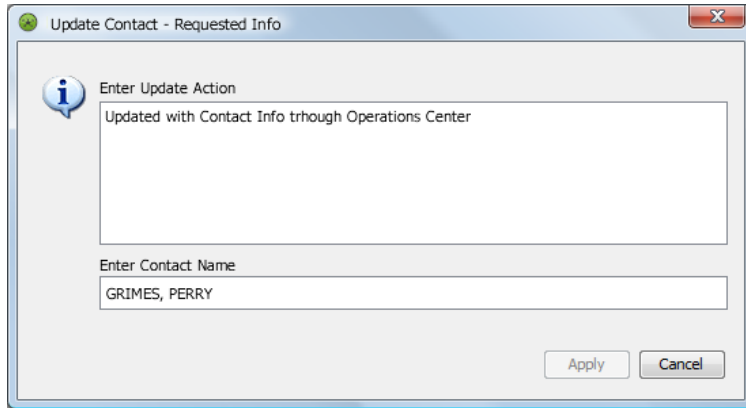 Update Contact - Requested Info
Enter Update Action
Updated with Contact Info trhough Operations Center
Enter Contact Name
GRIMES, PERRY
Apply
Cancel